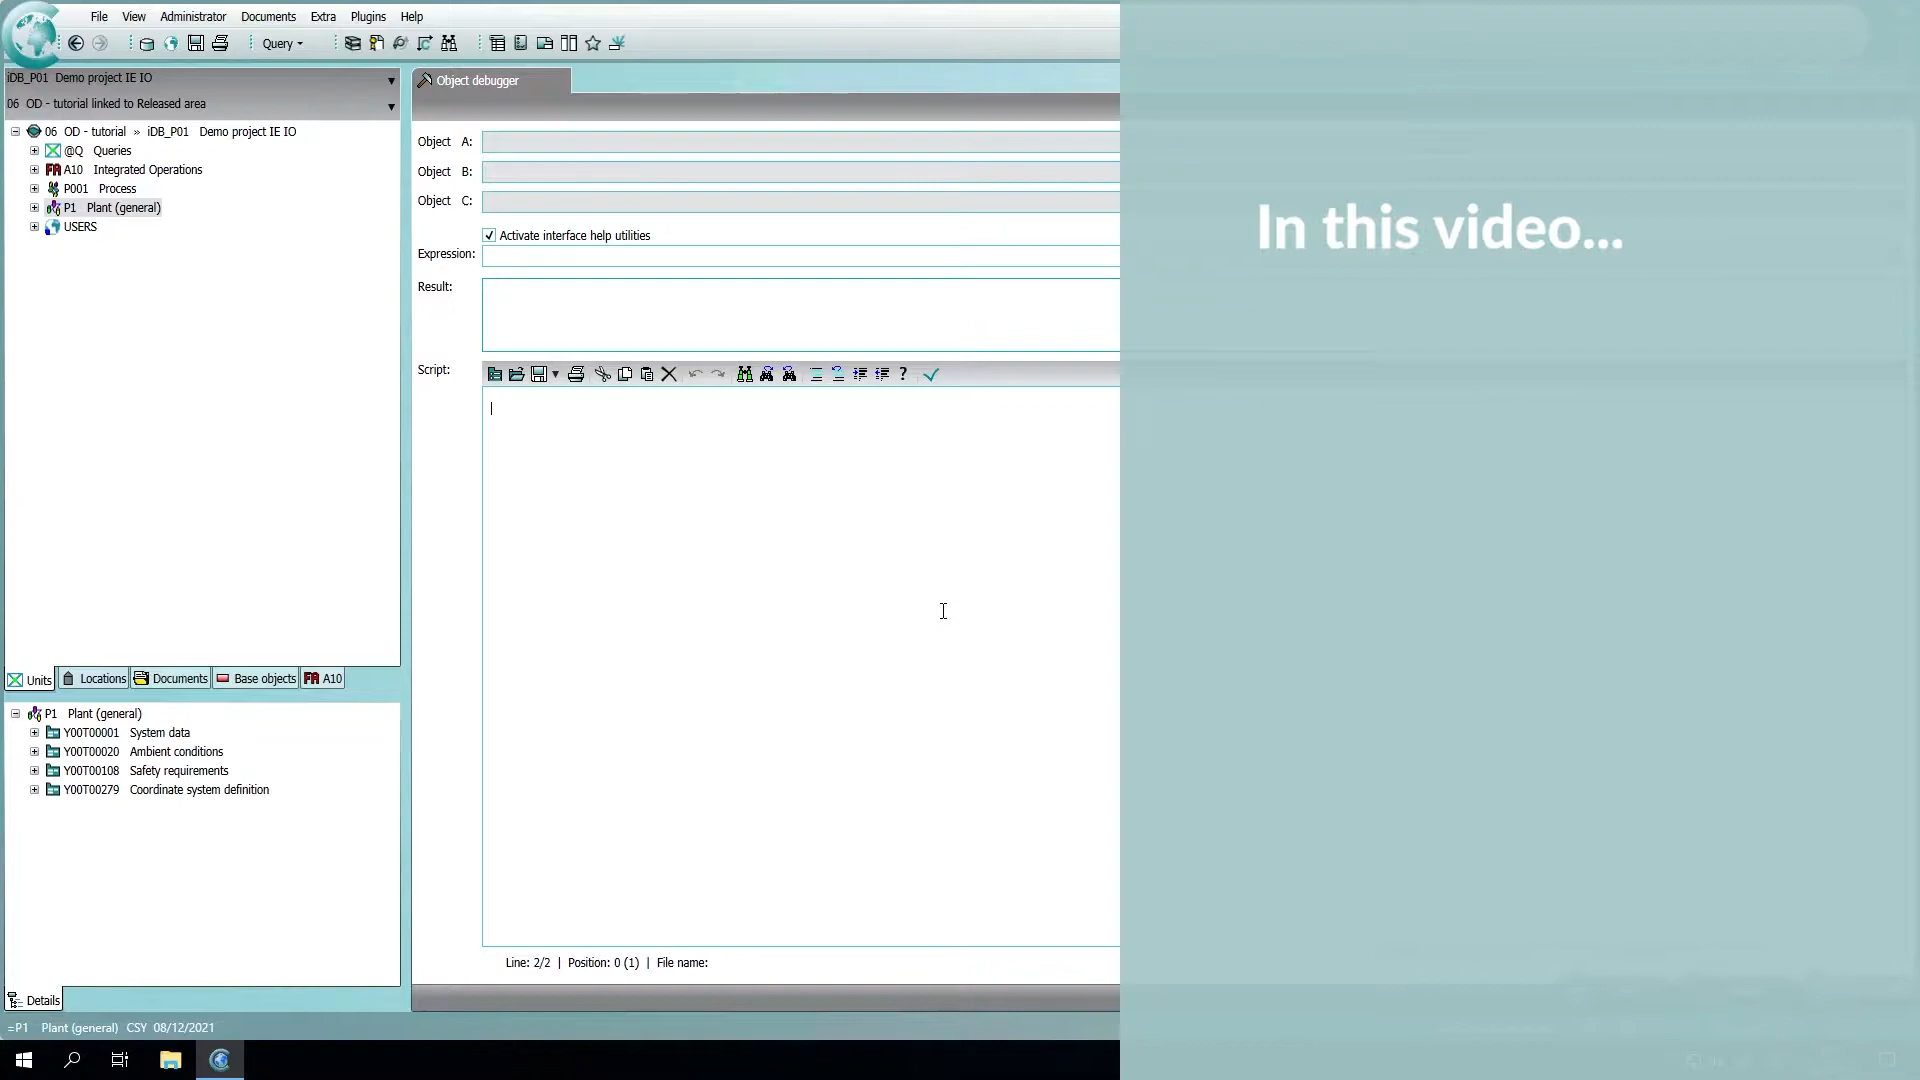 File View Administrator Documents Extra Plugins Help
Query
iDB_P01 Demo project IE IO
06 OD - tutorial linked to Released area
06 OD - tutorial » iDB_P01 Demo project IE IO
@Q Queries
FA A10 Integrated Operations
P001 Process
P1 Plant (general)
USERS
Units Locations Documents Base objects FA A10
P1 Plant (general)
Y00T00001 System data
Y00T00020 Ambient conditions
Y00T00108 Safety requirements
Y00T00279 Coordinate system definition
Details
=P1 Plant (general) CSY 08/12/2021
Object debugger
Object A:
Object B:
Object C:
Activate interface help utilities
Expression:
Result:
Script:
?
Line: 2/2 | Position: 0 (1) | File name:
In this video...